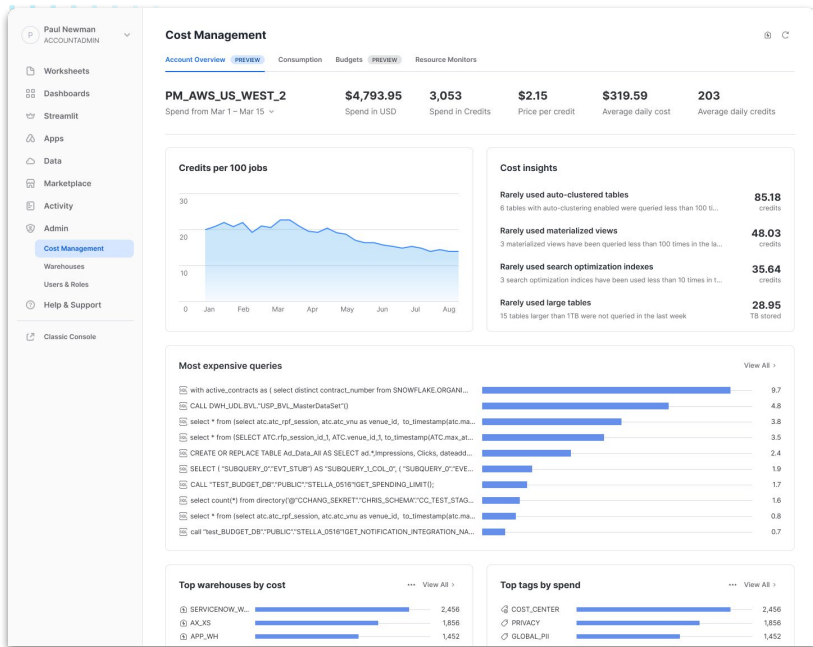 P
Paul Newman
ACCOUNTADMIN
Worksheets
Dashboards
Streamlit
Apps
Data
Marketplace
Activity
Admin
Cost Management
Warehouses
Users & Roles
Help & Support
Classic Console
Cost Management
Account Overview PREVIEW Consumption Budgets PREVIEW Resource Monitors
PM_AWS_US_WEST_2 $4,793.95 3,053 $2.15 $319.59 203
Spend from Mar 1 – Mar 15 Spend in USD Spend in Credits Price per credit Average daily cost Average daily credits
Credits per 100 jobs
30
20
10
0 Jan Feb Mar Apr May Jun Jul Aug
Cost insights
Rarely used auto-clustered tables 85.18
6 tables with auto-clustering enabled were queried less than 100 ti... credits
Rarely used materialized views 48.03
3 materialized views have been queried less than 100 times in the la... credits
Rarely used search optimization indexes 35.64
3 search optimization indices have been used less than 10 times in t... credits
Rarely used large tables 28.95
15 tables larger than 1TB were not queried in the last week TB stored
Most expensive queries View All
with active_contracts as ( select distinct contract_number from SNOWFLAKE.ORGANI... 9.7
CALL DWH_UDL.BVL."USP_BVL_MasterDataSet"() 4.8
select * from (select atc.atc_rpf_session, atc.atc_vnu as venue_id, to_timestamp(atc.ma... 3.8
select * from (SELECT ATC.rfp_session_id_1, ATC.venue_id_1, to_timestamp(ATC.max_at... 3.5
CREATE OR REPLACE TABLE Ad_Data_All AS SELECT ad.*,Impressions, Clicks, dateadd... 2.4
SELECT ( "SUBQUERY_0"."EVT_STUB") AS "SUBQUERY_1_COL_0", ( "SUBQUERY_0"."EVE... 1.9
CALL "TEST_BUDGET_DB"."PUBLIC"."STELLA_0516"!GET_SPENDING_LIMIT(); 1.7
select count(*) from directory('@"CCHANG_SEKRET"."CHRIS_SCHEMA"."CC_TEST_STAG... 1.6
select * from (select atc.atc_rpf_session, atc.atc_vnu as venue_id, to_timestamp(atc.ma... 0.8
call "test_BUDGET_DB"."PUBLIC"."STELLA_0516"!GET_NOTIFICATION_INTEGRATION_NA... 0.7
Top warehouses by cost ••• View All
SERVICENOW_W... 2,456
AX_XS 1,856
APP_WH 1,452
Top tags by spend ••• View All
COST_CENTER 2,456
PRIVACY 1,856
GLOBAL_PII 1,452